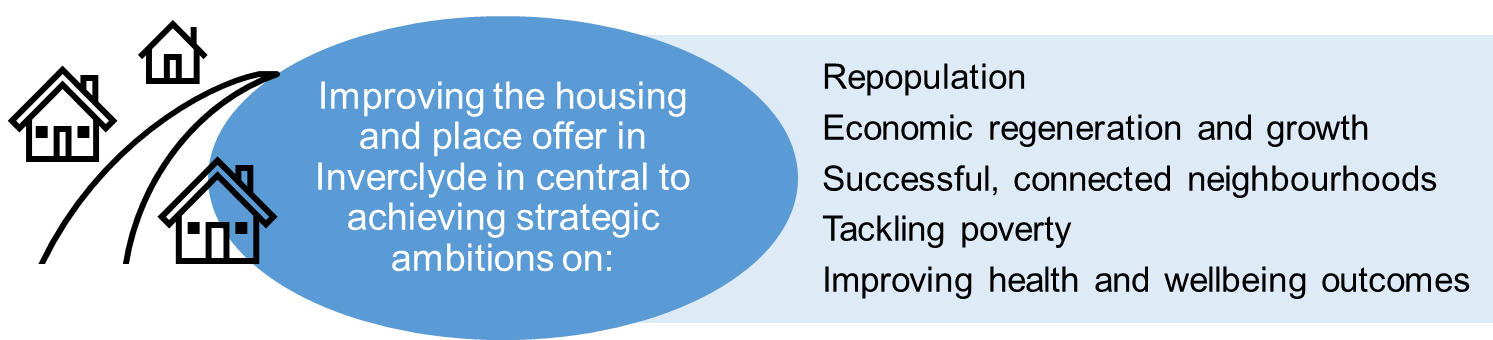 Improving the housing
and place offer in
Inverclyde in central to
achieving strategic
ambitions on:
Repopulation
Economic regeneration and growth
Successful, connected neighbourhoods
Tackling poverty
Improving health and wellbeing outcomes